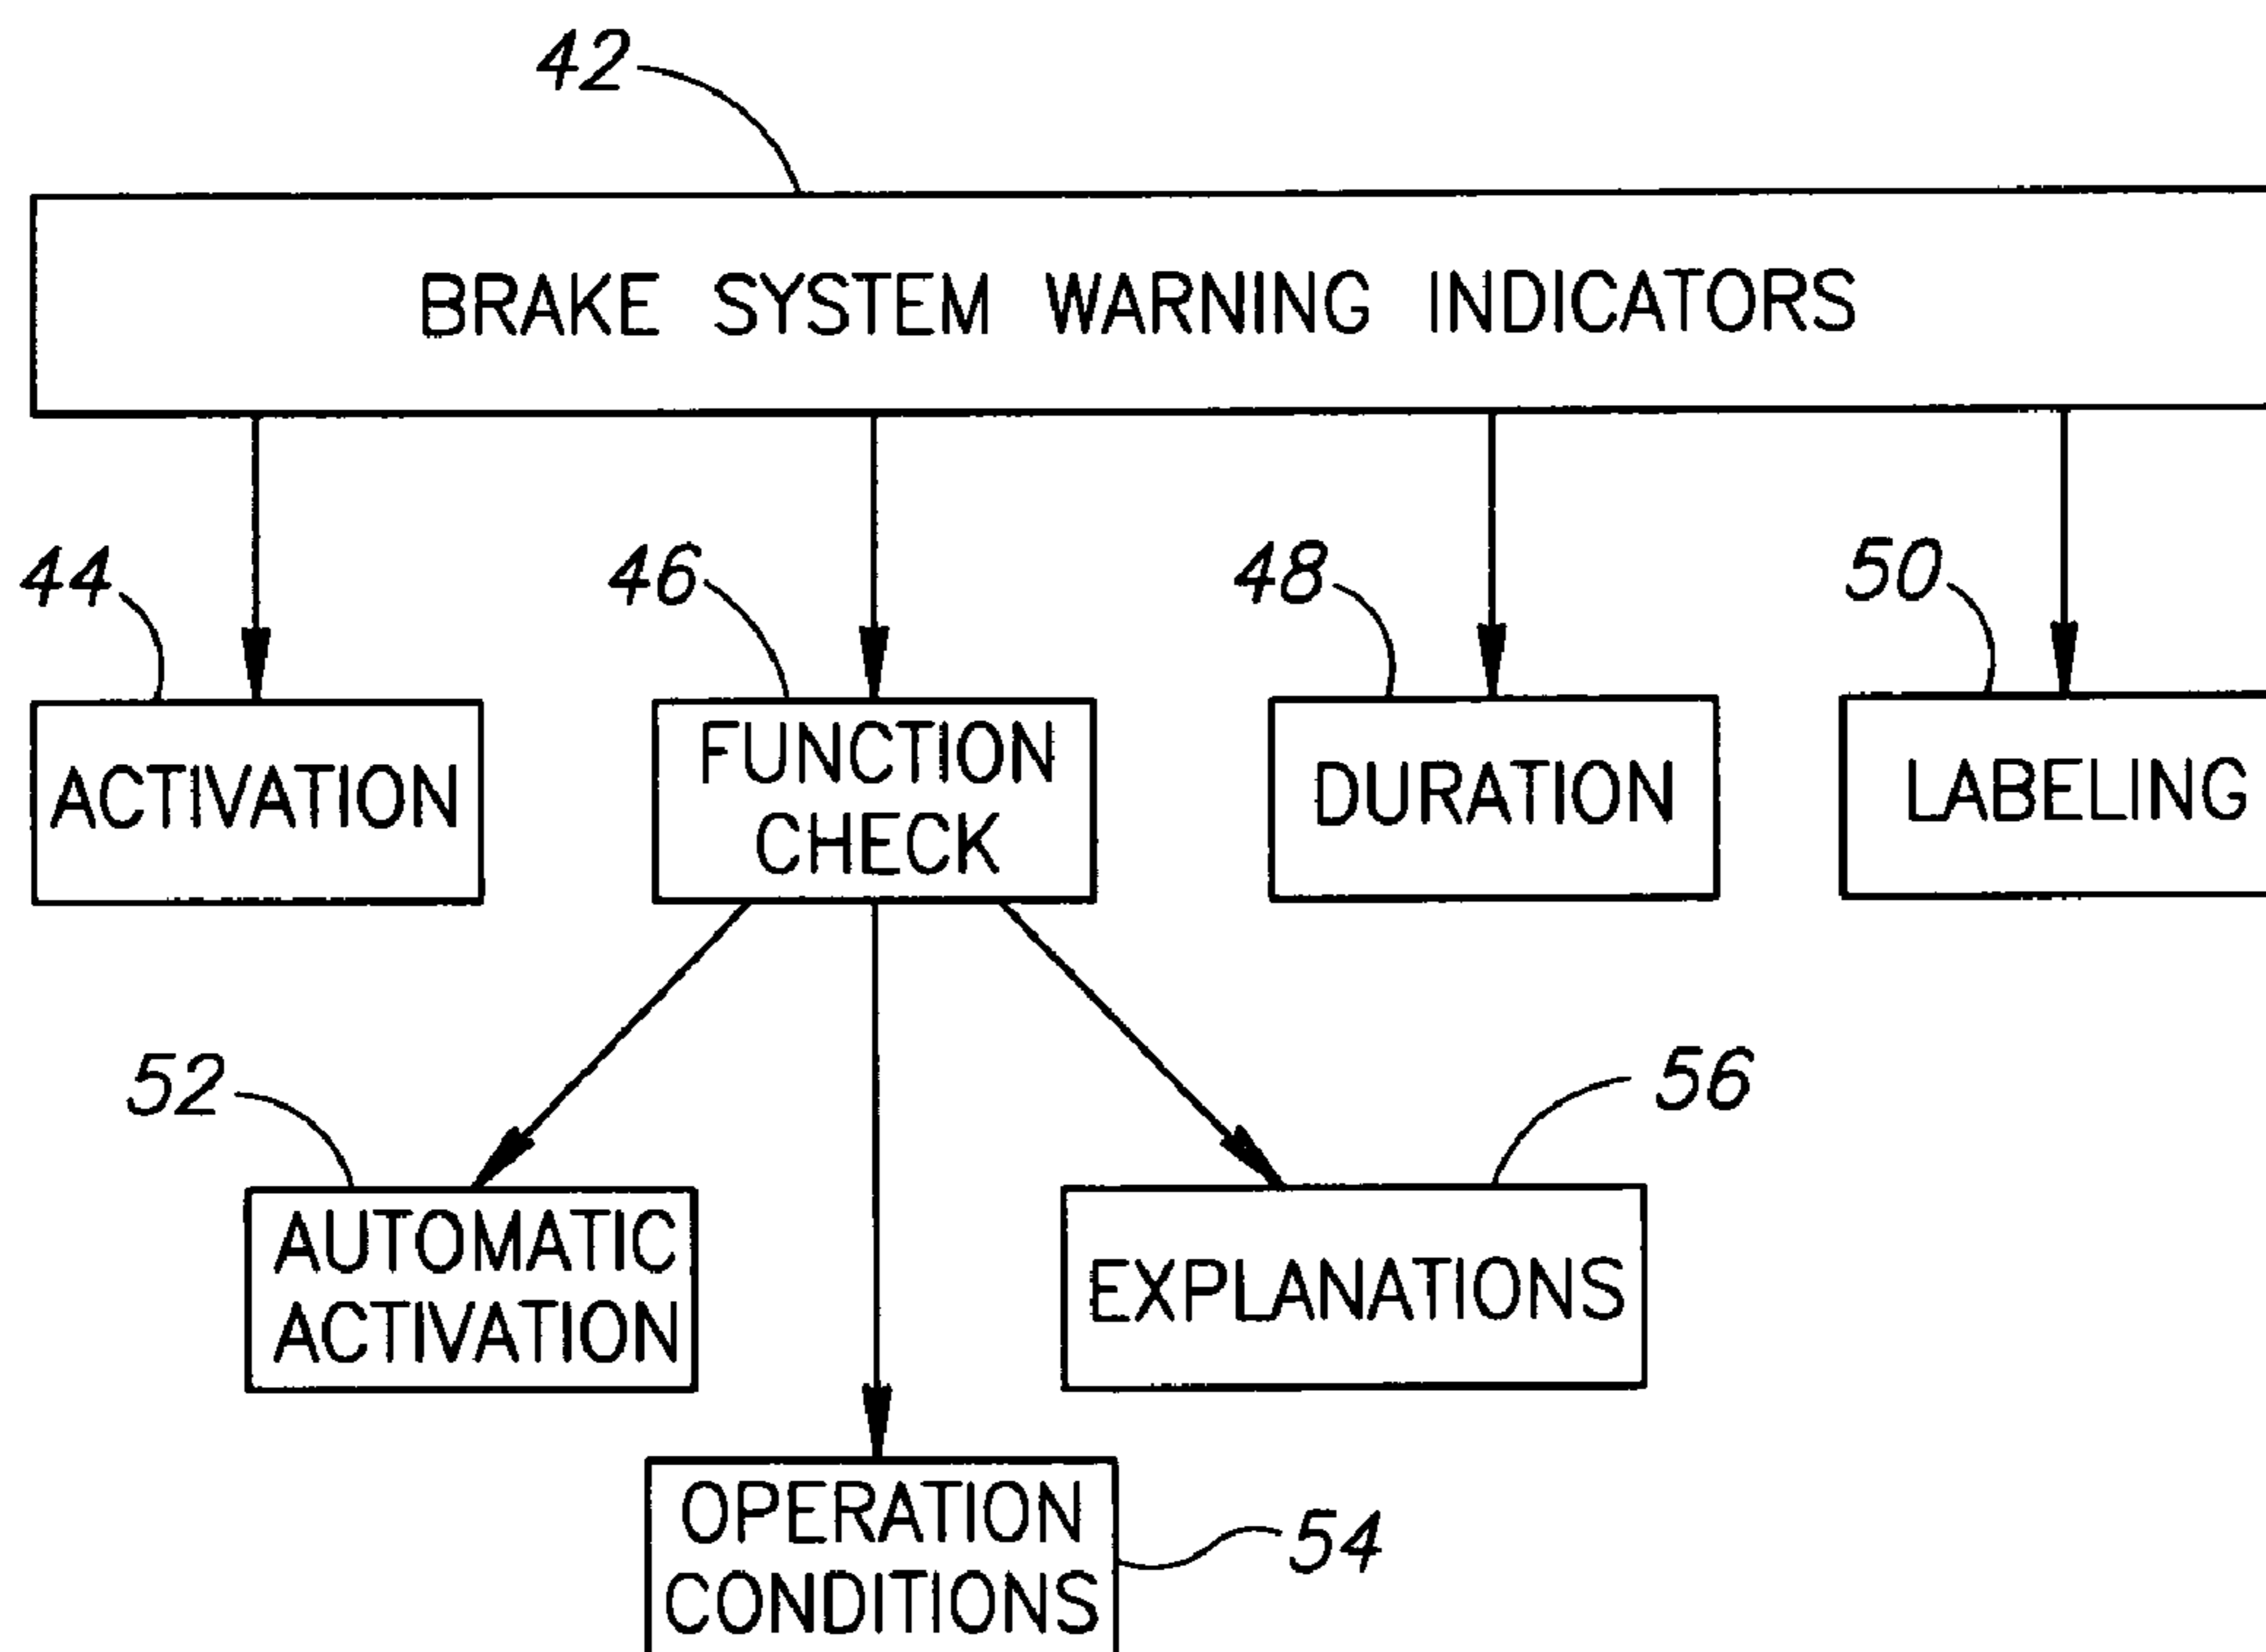 42
BRAKE SYSTEM WARNING INDICATORS
44
46
48
50
ACTIVATION
FUNCTION
CHECK
DURATION
LABELING
52
56
AUTOMATIC
ACTIVATION
EXPLANATIONS
OPERATION
CONDITIONS
54